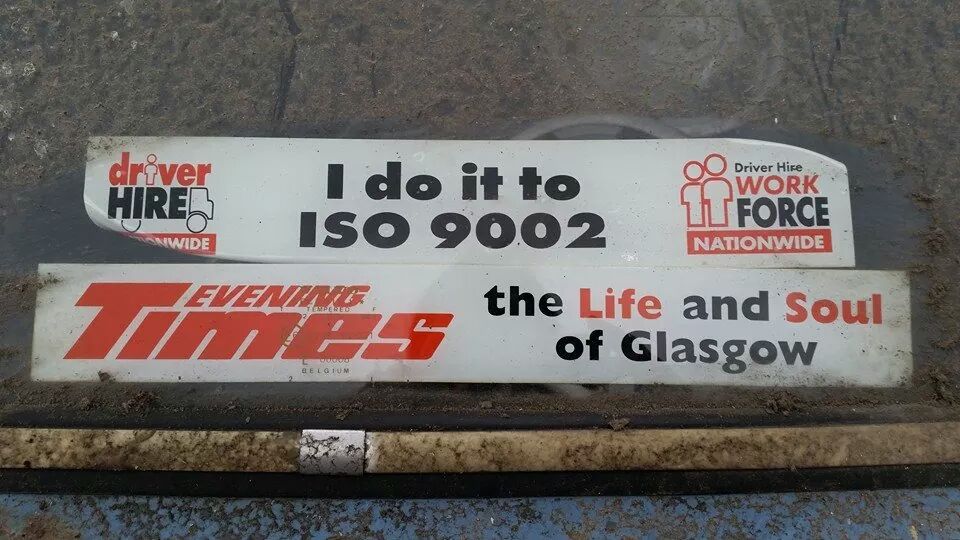 driver
HIRE
NATIONWIDE
I do it to
ISO 9002
Driver Hire
WORK
FORCE
NATIONWIDE
EVENING
Times
TEMPERED
BELGIUM
the Life and Soul
of Glasgow